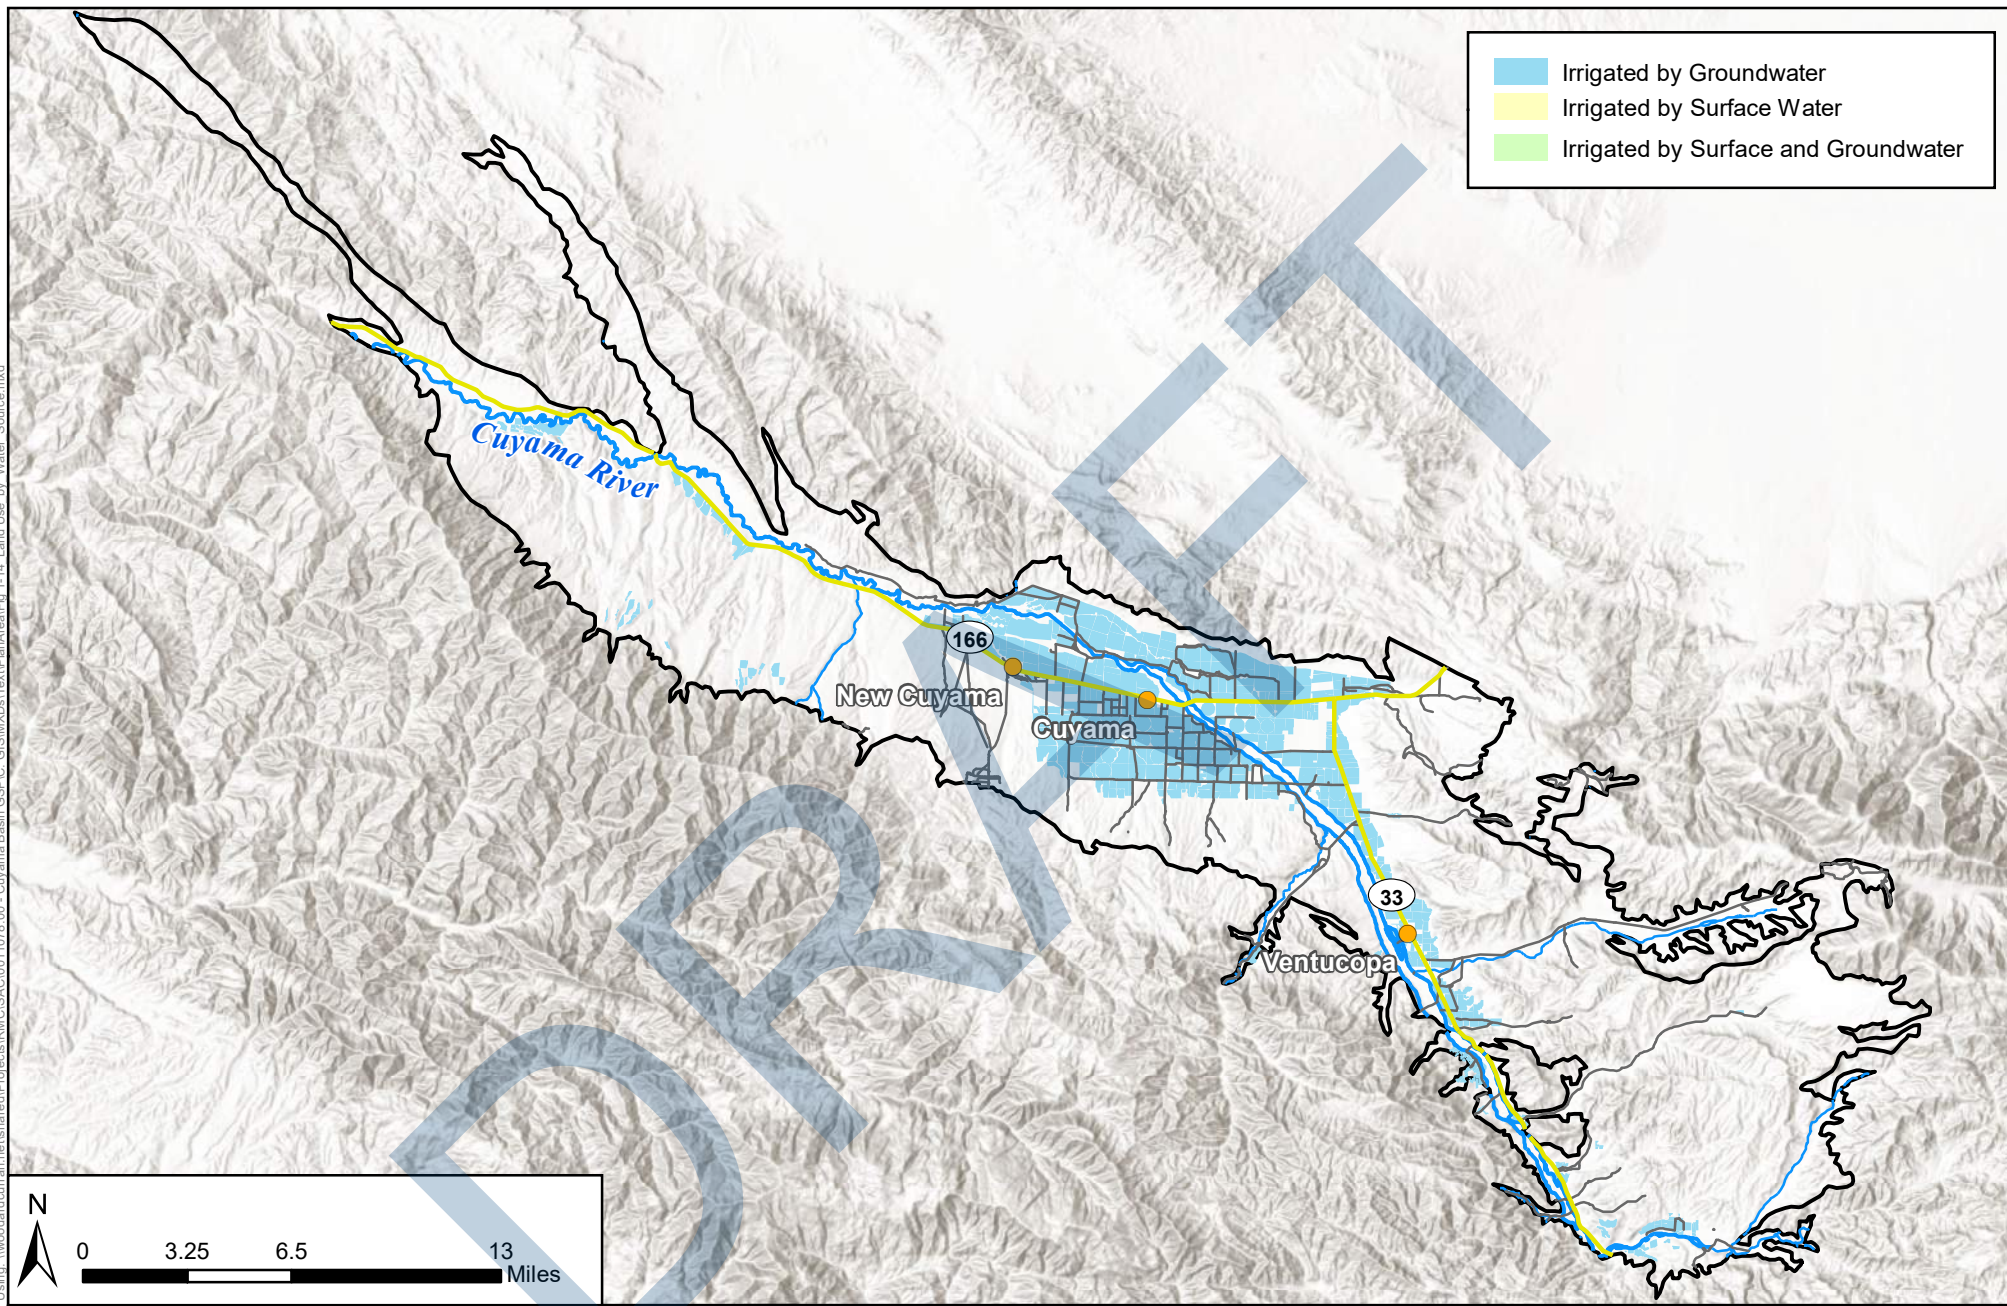 Irrigated by Groundwater
Irrigated by Surface Water
Irrigated by Surface and Groundwater
Cuyama River
166
New Cuyama
Cuyama
33
Ventucopa
DRAFT
N
0 3.25 6.5 13
Miles